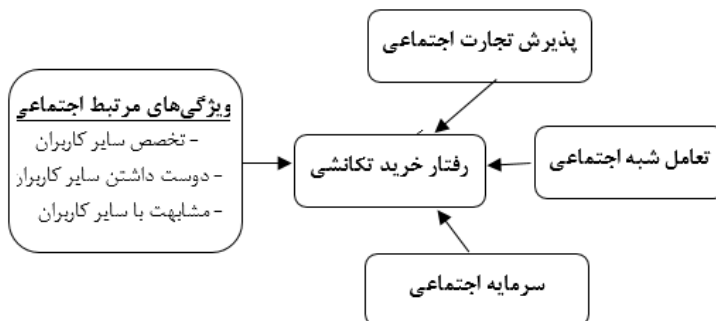 پذیرش تجارت اجتماعی
ویژگی‌های مرتبط اجتماعی
- تخصص سایر کاربران
- دوست داشتن سایر کاربرار
- مشابهت با سایر کاربران
رفتار خرید تکانشی
تعامل شبه اجتماعی
سرمایه اجتماعی